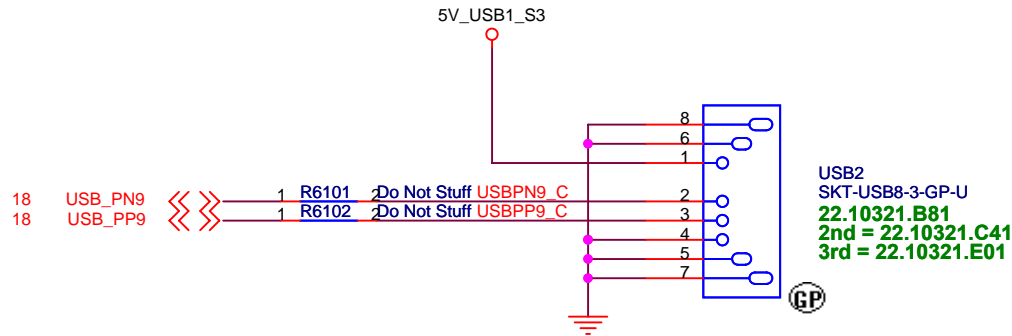 5V_USB1_S3
8
6
1
18 USB_PN9 1 R6101 2 Do Not Stuff USBPN9_C 2
18 USB_PP9 1 R6102 2 Do Not Stuff USBPP9_C 3
4
5
7
USB2
SKT-USB8-3-GP-U
22.10321.B81
2nd = 22.10321.C41
3rd = 22.10321.E01
GP